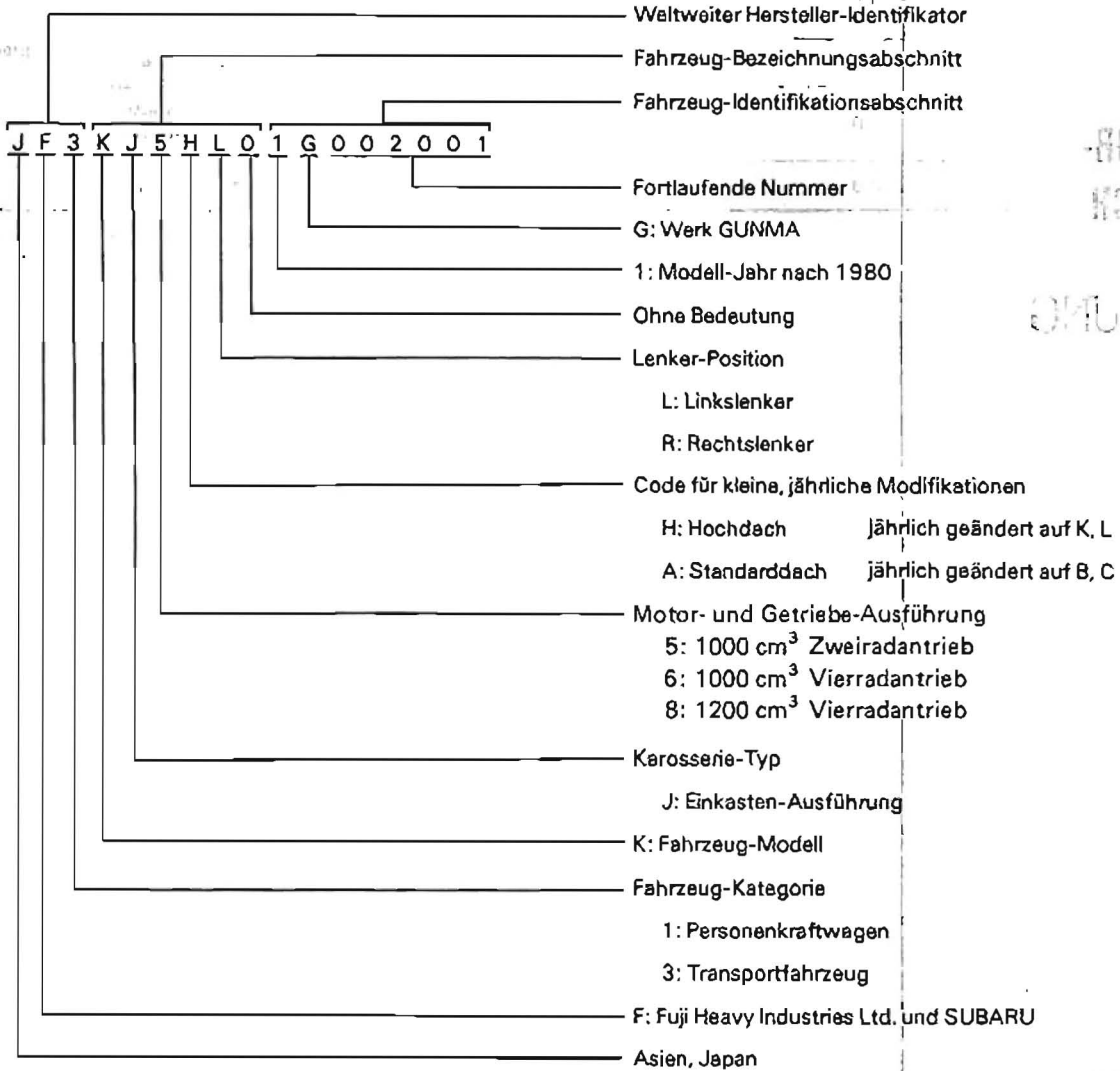 Weltweiter Hersteller-Identifikator
Fahrzeug-Bezeichnungsabschnitt
Fahrzeug-Identifikationsabschnitt
J F 3 K J 5 H L 0 1 G 0 0 2 0 0 1
Fortlaufende Nummer
G: Werk GUNMA
1: Modell-Jahr nach 1980
Ohne Bedeutung
Lenker-Position
L: Linkslenker
R: Rechtslenker
Code für kleine, jährliche Modifikationen
H: Hochdach jährlich geändert auf K, L
A: Standarddach jährlich geändert auf B, C
Motor- und Getriebe-Ausführung
5: 1000 cm³ Zweiradantrieb
6: 1000 cm³ Vierradantrieb
8: 1200 cm³ Vierradantrieb
Karosserie-Typ
J: Einkasten-Ausführung
K: Fahrzeug-Modell
Fahrzeug-Kategorie
1: Personenkraftwagen
3: Transportfahrzeug
F: Fuji Heavy Industries Ltd. und SUBARU
Asien, Japan